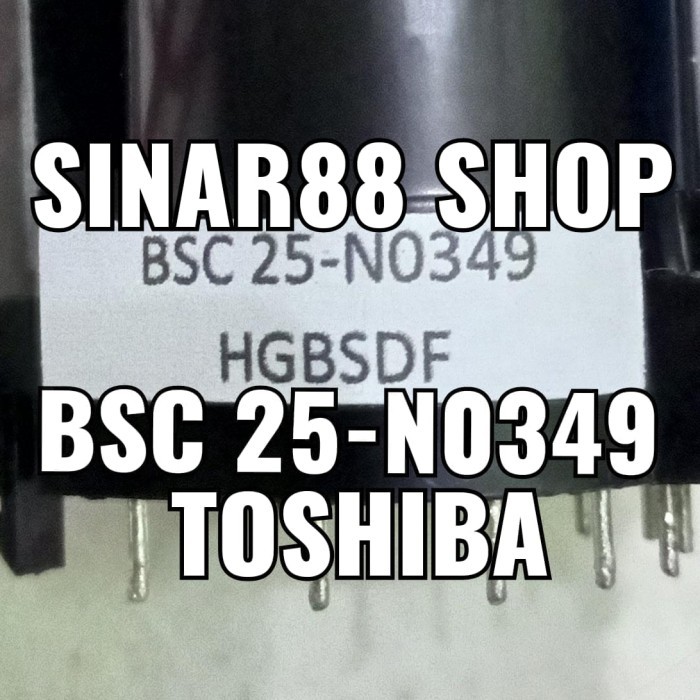 SINAR88 SHOP
BSC 25-N0349
HGBSDF
BSC 25-N0349
TOSHIBA